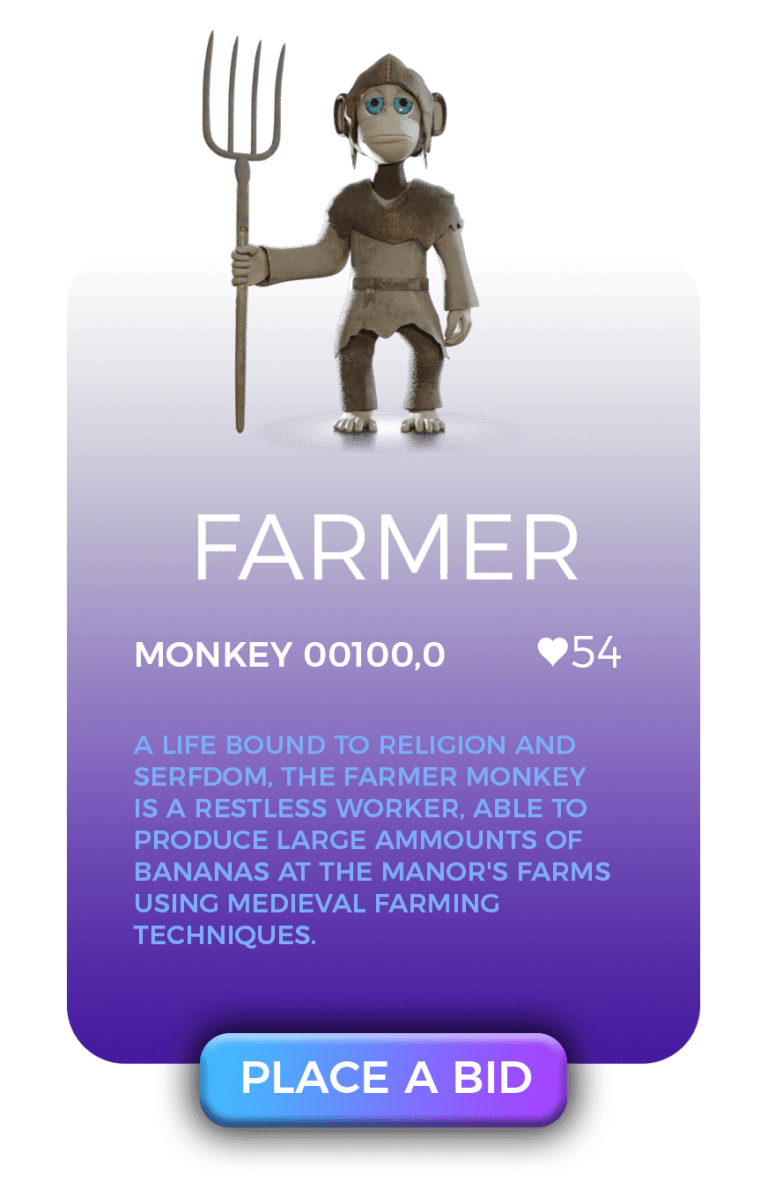 FARMER
MONKEY 00100,0
♥54
A LIFE BOUND TO RELIGION AND
SERFDOM, THE FARMER MONKEY
IS A RESTLESS WORKER, ABLE TO
PRODUCE LARGE AMMOUNTS OF
BANANAS AT THE MANOR'S FARMS
USING MEDIEVAL FARMING
TECHNIQUES.
PLACE A BID